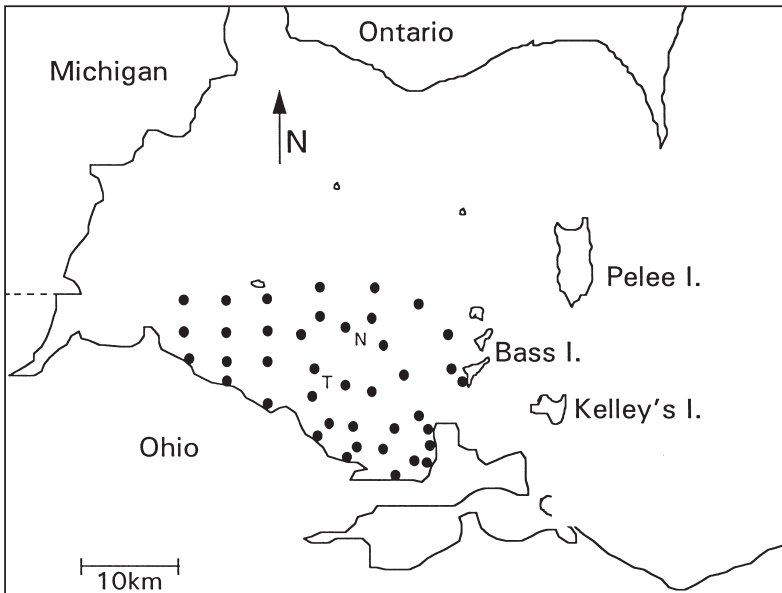 Ontario
Michigan
N
Pelee I.
N
Bass I.
T
Kelley's I.
Ohio
10km